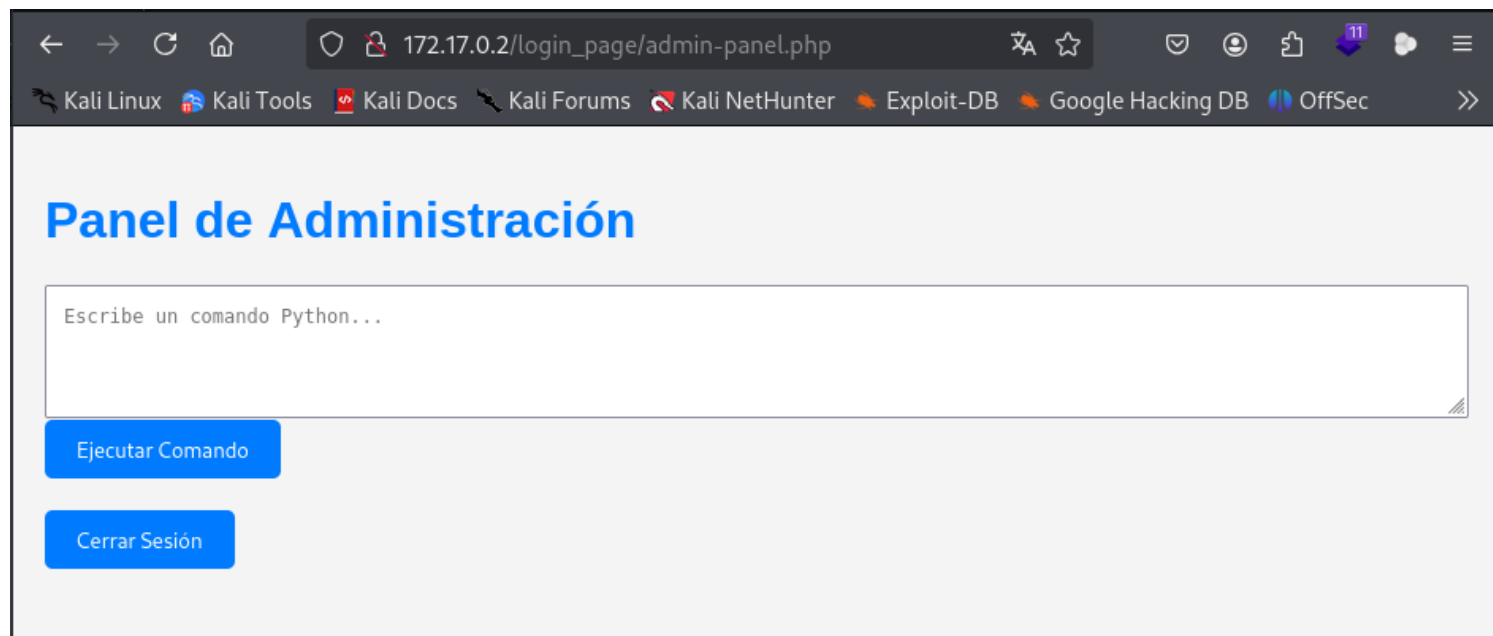 172.17.0.2/login_page/admin-panel.php
11
Kali Linux Kali Tools Kali Docs Kali Forums Kali NetHunter Exploit-DB Google Hacking DB OffSec
Panel de Administración
Escribe un comando Python...
Ejecutar Comando
Cerrar Sesión